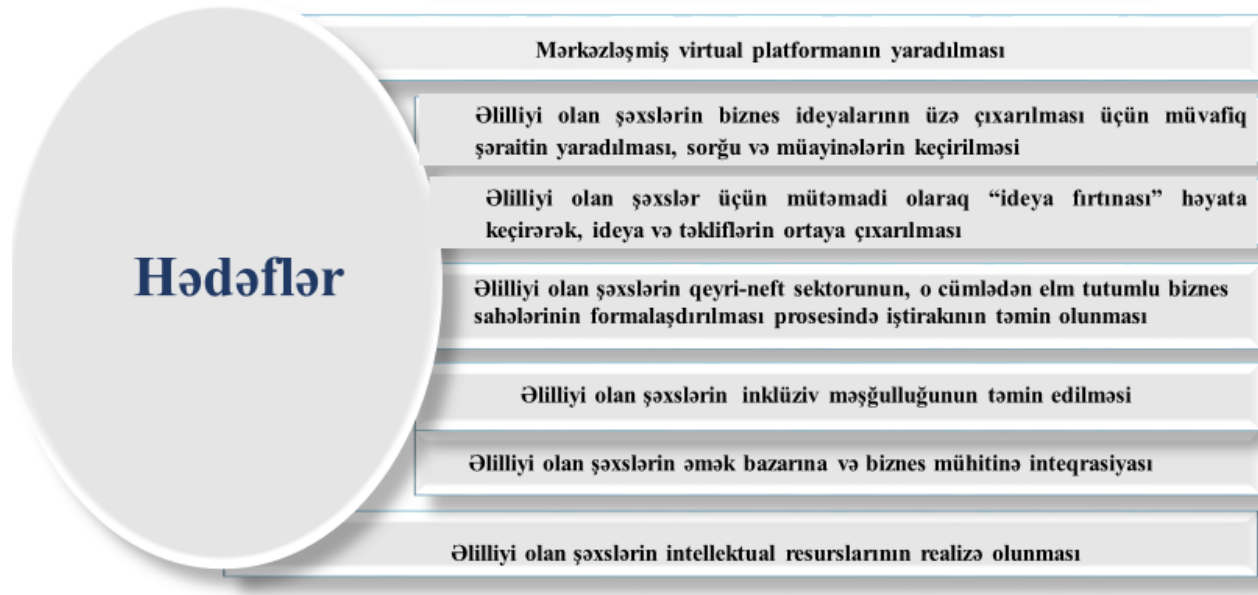 Hədəflər
Mərkəzləşmiş virtual platformanın yaradılması
Əlilliyi olan şəxslərin biznes ideyalarınn üzə çıxarılması üçün müvafiq
şəraitin yaradılması, sorğu və müayinələrin keçirilməsi
Əlilliyi olan şəxslər üçün mütəmadi olaraq “ideya fırtınası” həyata
keçirərək, ideya və təkliflərin ortaya çıxarılması
Əlilliyi olan şəxslərin qeyri-neft sektorunun, o cümlədən elm tutumlu biznes
sahələrinin formalaşdırılması prosesində iştirakının təmin olunması
Əlilliyi olan şəxslərin inklüziv məşğulluğunun təmin edilməsi
Əlilliyi olan şəxslərin əmək bazarına və biznes mühitinə inteqrasiyası
Əlilliyi olan şəxslərin intellektual resurslarının realizə olunması